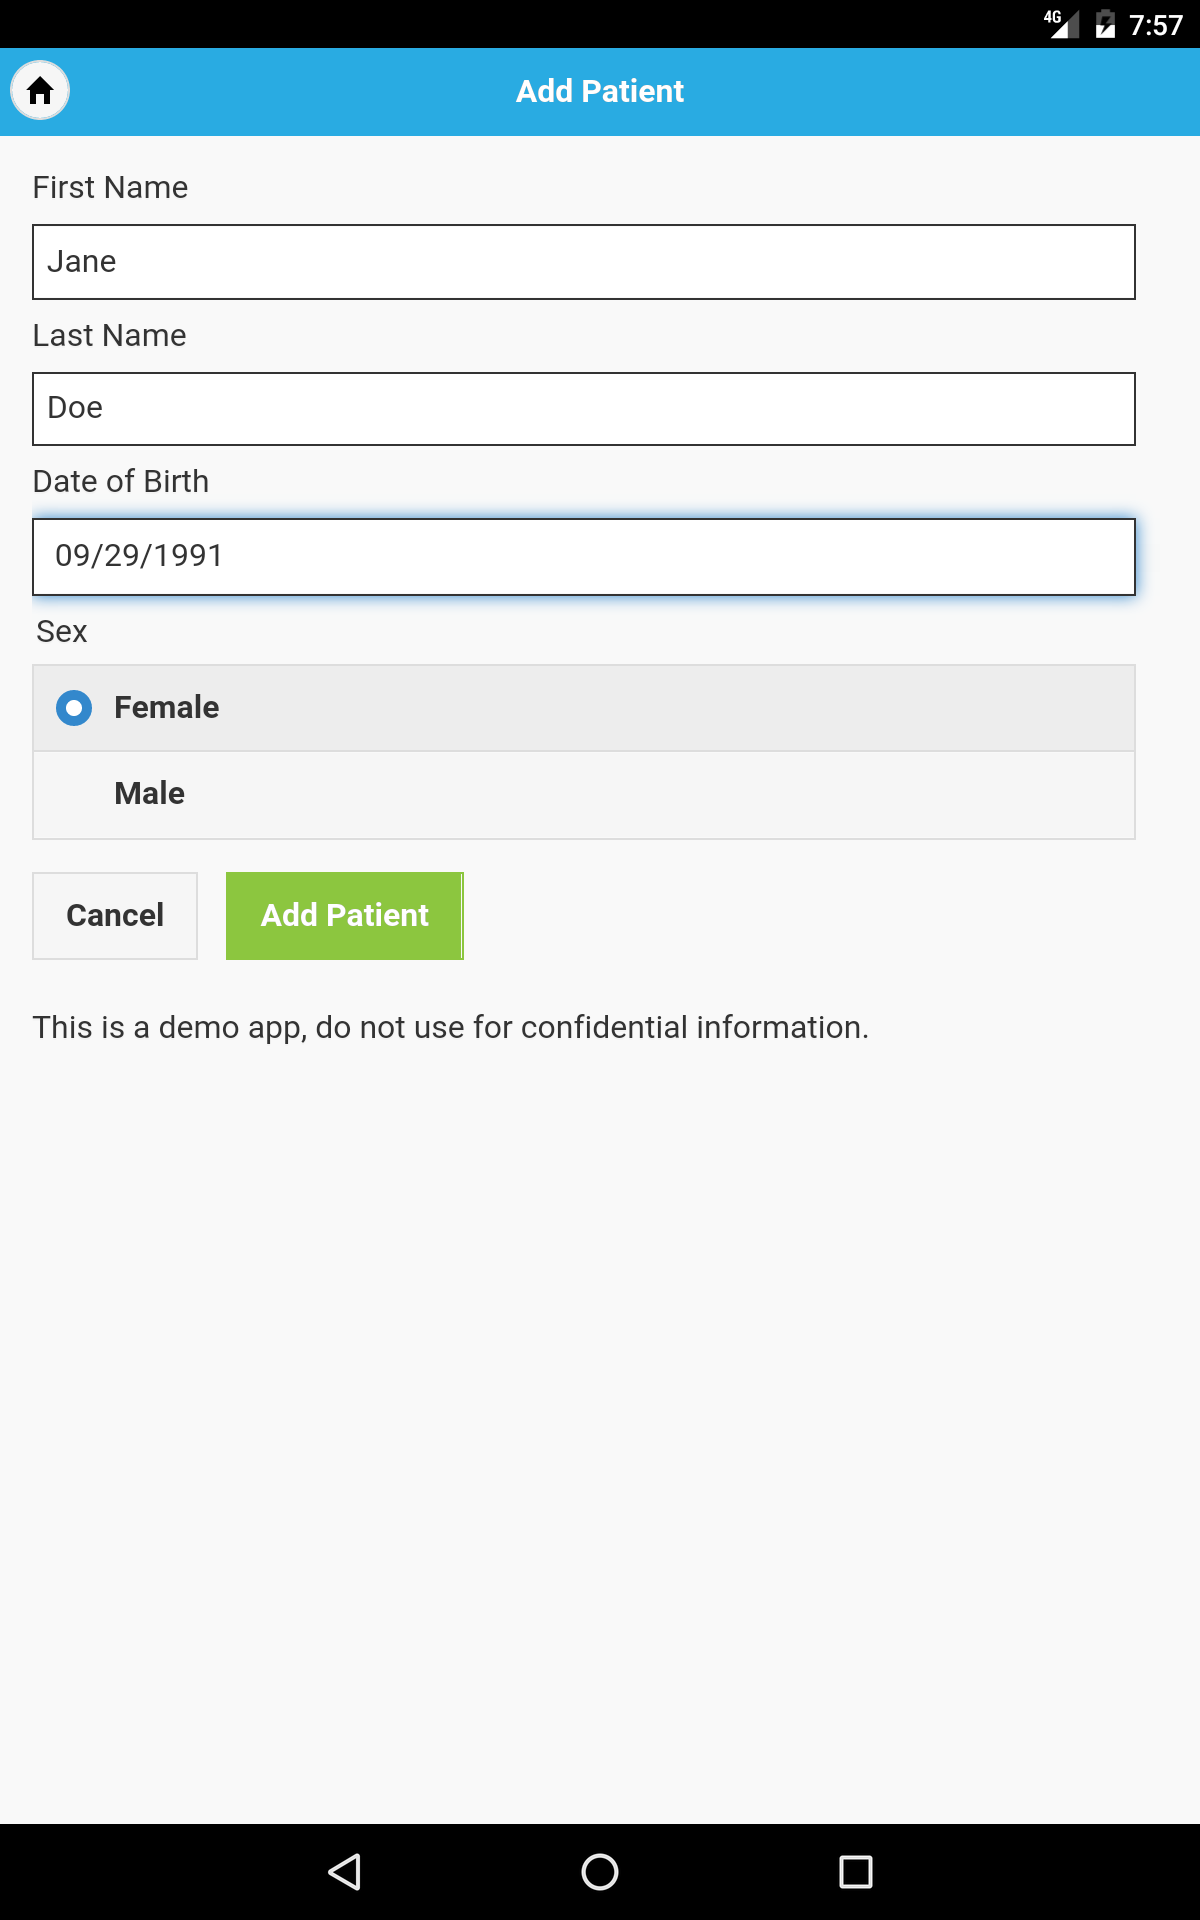 4G 7:57
Add Patient
First Name
Jane
Last Name
Doe
Date of Birth
09/29/1991
Sex
Female
Male
Cancel Add Patient
This is a demo app, do not use for confidential information.